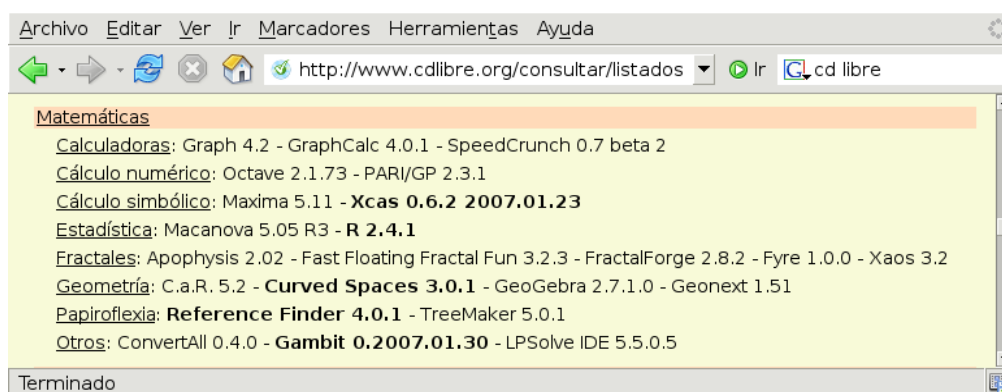 Archivo Editar Ver Ir Marcadores Herramientas Ayuda
http://www.cdlibre.org/consultar/listados Ir G cd libre
Matemáticas
Calculadoras: Graph 4.2 - GraphCalc 4.0.1 - SpeedCrunch 0.7 beta 2
Cálculo numérico: Octave 2.1.73 - PARI/GP 2.3.1
Cálculo simbólico: Maxima 5.11 - Xcas 0.6.2 2007.01.23
Estadística: Macanova 5.05 R3 - R 2.4.1
Fractales: Apophysis 2.02 - Fast Floating Fractal Fun 3.2.3 - FractalForge 2.8.2 - Fyre 1.0.0 - Xaos 3.2
Geometría: C.a.R. 5.2 - Curved Spaces 3.0.1 - GeoGebra 2.7.1.0 - Geonext 1.51
Papiroflexia: Reference Finder 4.0.1 - TreeMaker 5.0.1
Otros: ConvertAll 0.4.0 - Gambit 0.2007.01.30 - LPSolve IDE 5.5.0.5
Terminado